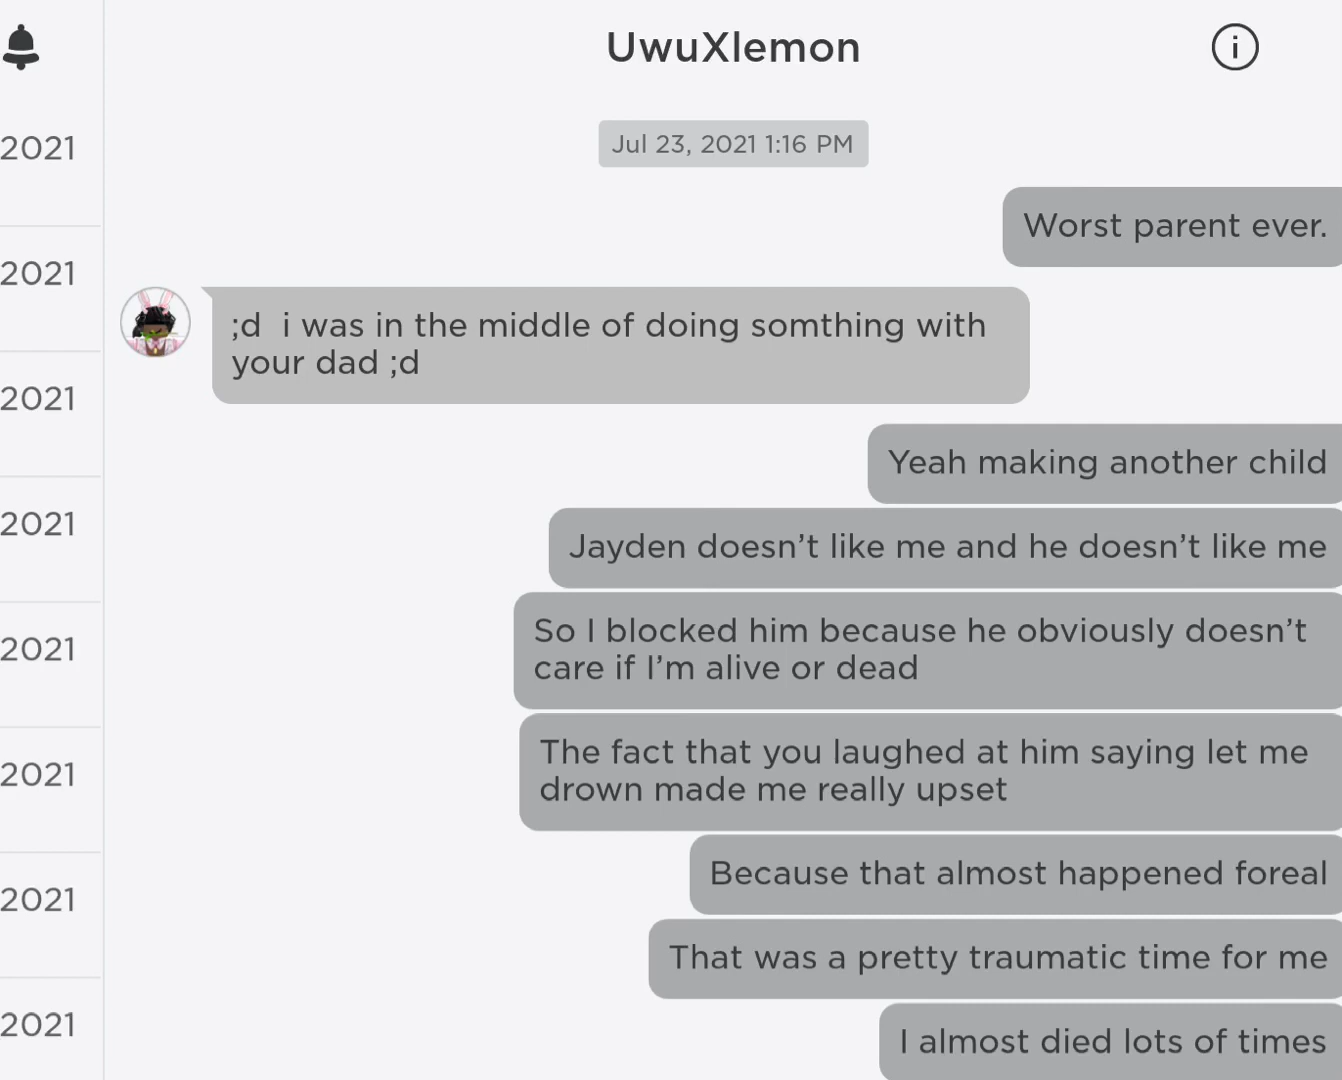 UwuXlemon
2021
2021
2021
2021
2021
2021
2021
2021
Jul 23, 2021 1:16 PM
Worst parent ever.
;d  i was in the middle of doing somthing with
your dad ;d
Yeah making another child
Jayden doesn’t like me and he doesn’t like me
So I blocked him because he obviously doesn’t
care if I’m alive or dead
The fact that you laughed at him saying let me
drown made me really upset
Because that almost happened foreal
That was a pretty traumatic time for me
I almost died lots of times